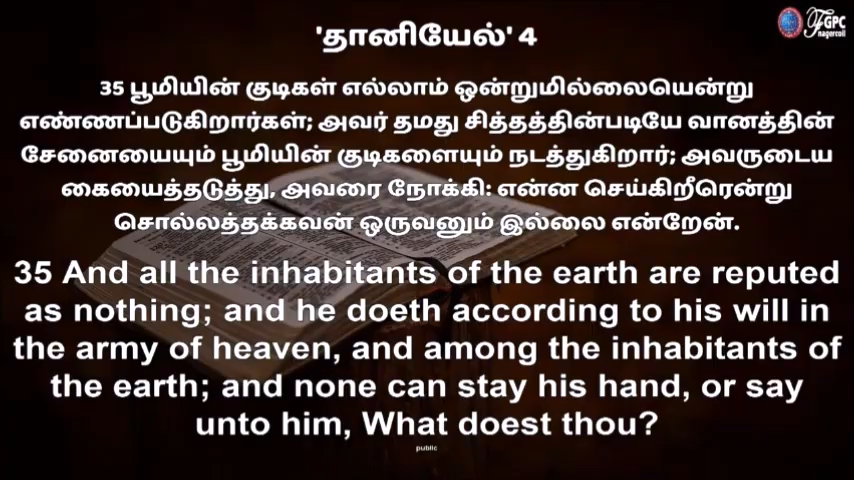 'தானியேல்' 4
FGPC
nagercoil
35 பூமியின் குடிகள் எல்லாம் ஒன்றுமில்லையென்று
எண்ணப்படுகிறார்கள்; அவர் தமது சித்தத்தின்படியே வானத்தின்
சேனையையும் பூமியின் குடிகளையும் நடத்துகிறார்; அவருடைய
கையைத்தடுத்து, அவரை நோக்கி: என்ன செய்கிறீரென்று
சொல்லத்தக்கவன் ஒருவனும் இல்லை என்றேன்.
35 And all the inhabitants of the earth are reputed
as nothing; and he doeth according to his will in
the army of heaven, and among the inhabitants of
the earth; and none can stay his hand, or say
unto him, What doest thou?
public